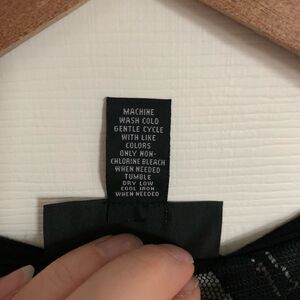 MACHINE
WASH COLD
GENTLE CYCLE
WITH LIKE
COLORS
ONLY NON-
CHLORINE BLEACH
WHEN NEEDED
TUMBLE
DRY LOW
COOL IRON
WHEN NEEDED